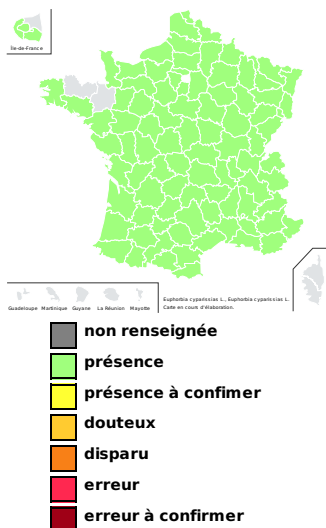 Île-de-France
Guadeloupe Martinique Guyane La Réunion Mayotte
Euphorbia cyparissias L., Euphorbia cyparissias L.
Carte en cours d'élaboration.
non renseignée
présence
présence à confimer
douteux
disparu
erreur
erreur à confirmer